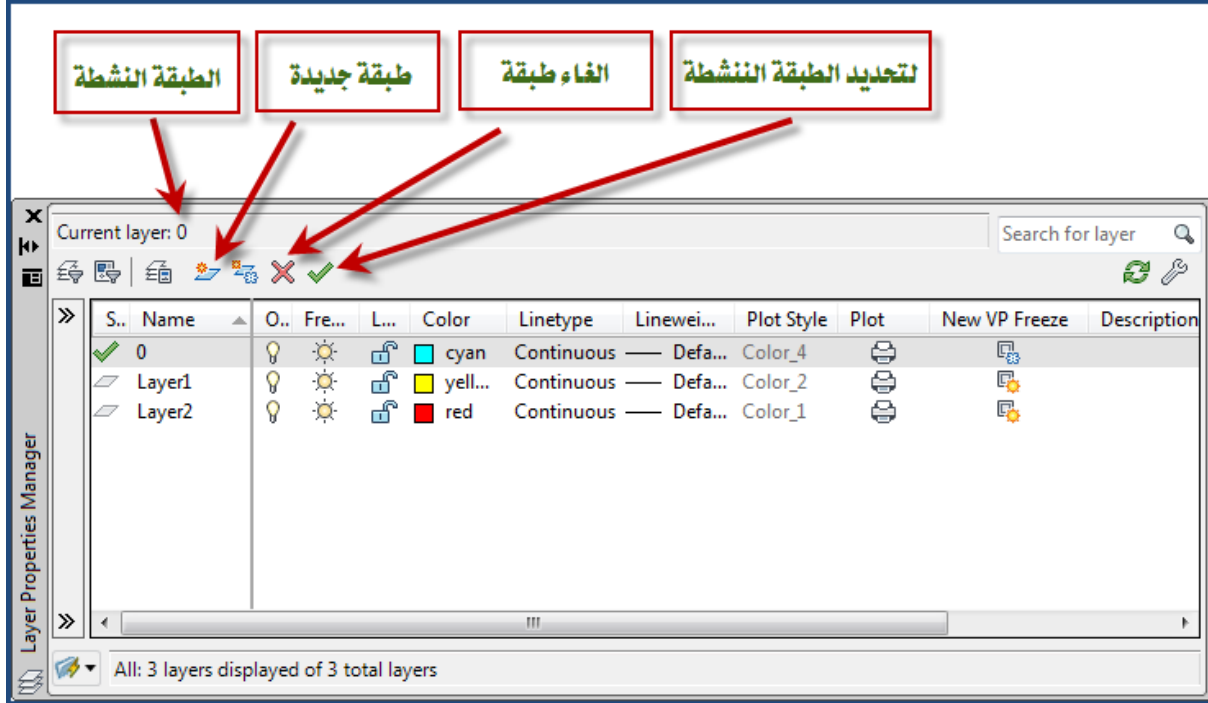 الطبقة النشطة
طبقة جديدة
الغاء طبقة
لتحديد الطبقة الننشطة
Current layer: 0
Search for layer
S.. Name O.. Fre... L... Color Linetype Linewei... Plot Style Plot New VP Freeze Description
0 cyan Continuous Defa... Color_4
Layer1 yell... Continuous Defa... Color_2
Layer2 red Continuous Defa... Color_1
Layer Properties Manager
All: 3 layers displayed of 3 total layers